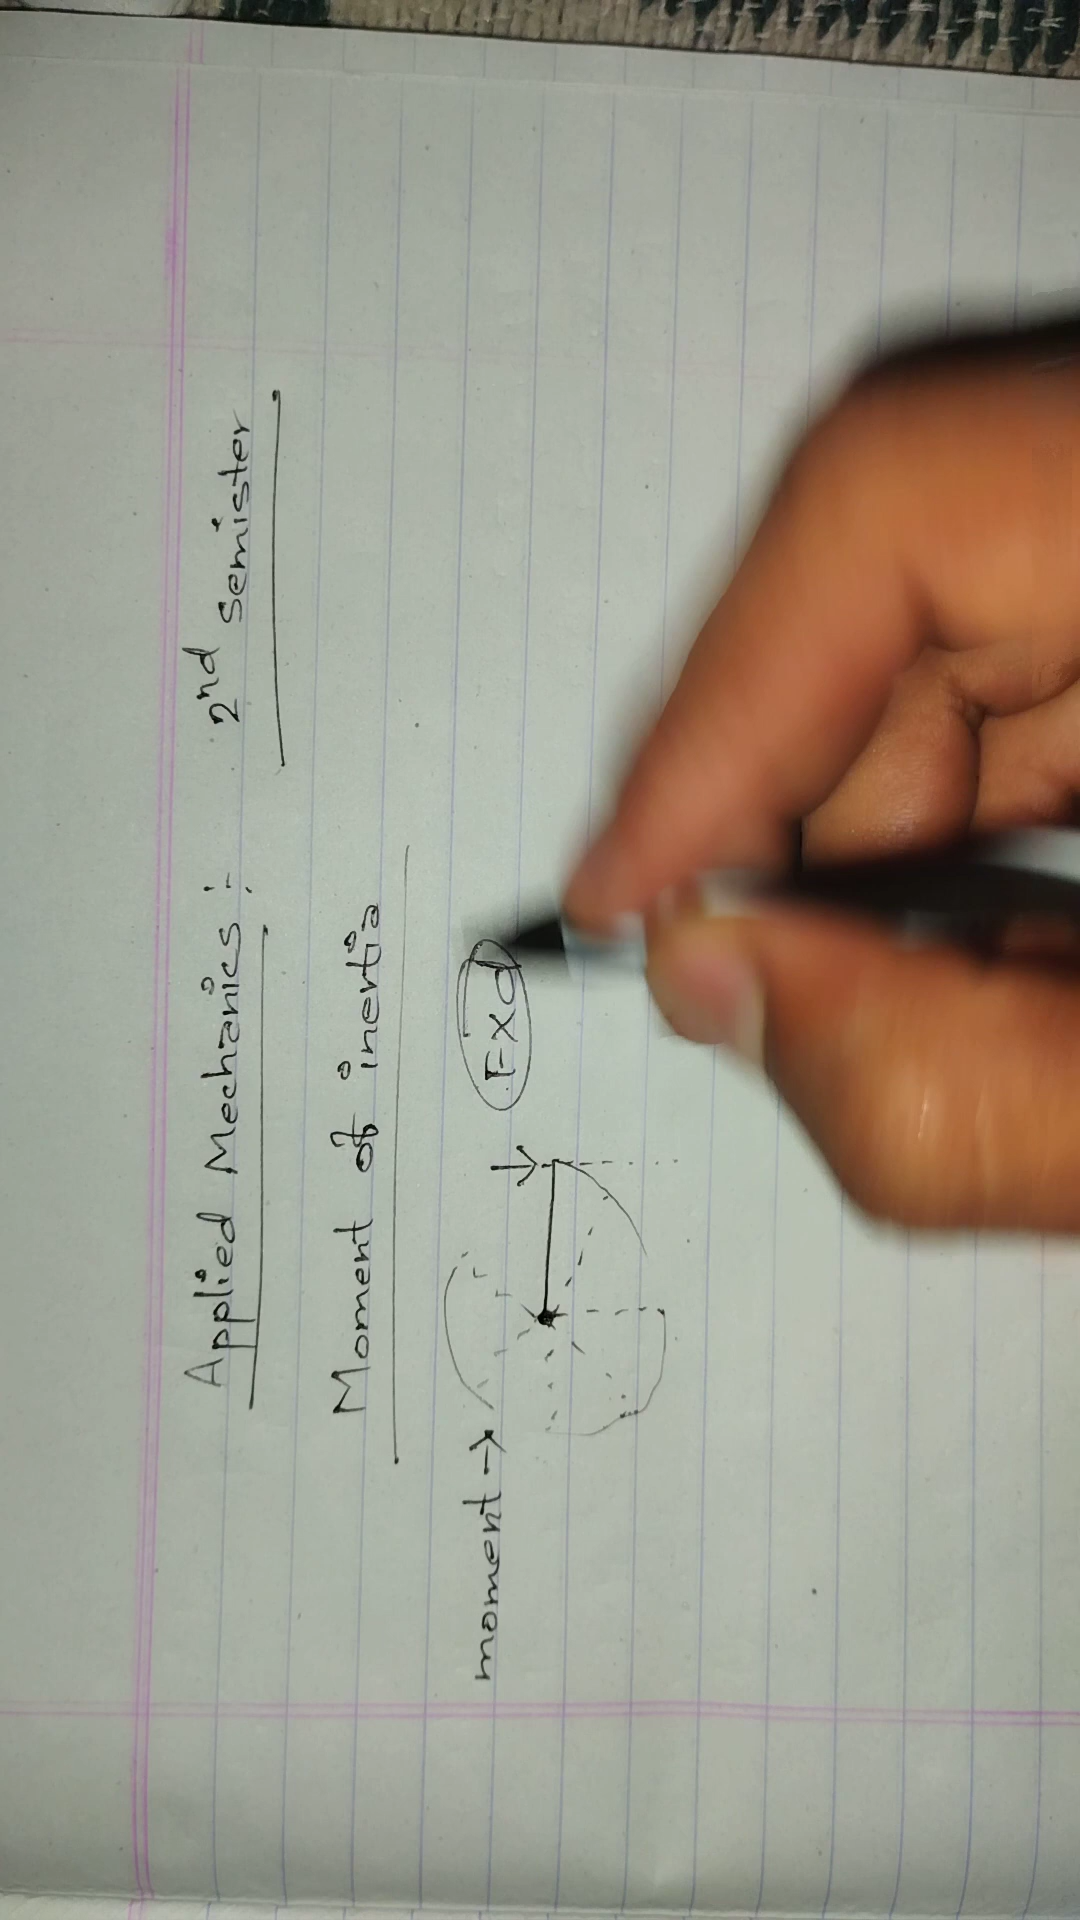 Applied Mechanics :- 2nd semister
Moment of inertia
moment → F×d